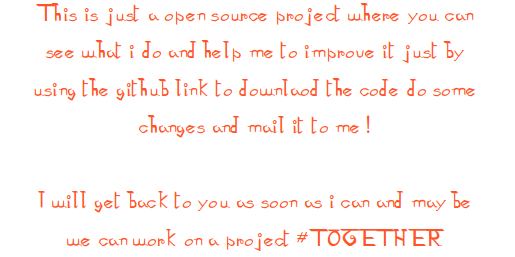 This is just a open source project where you can
see what i do and help me to improve it just by
using the github link to downlaod the code do some
changes and mail it to me !
I will get back to you as soon as i can and may be
we can work on a project #TOGETHER